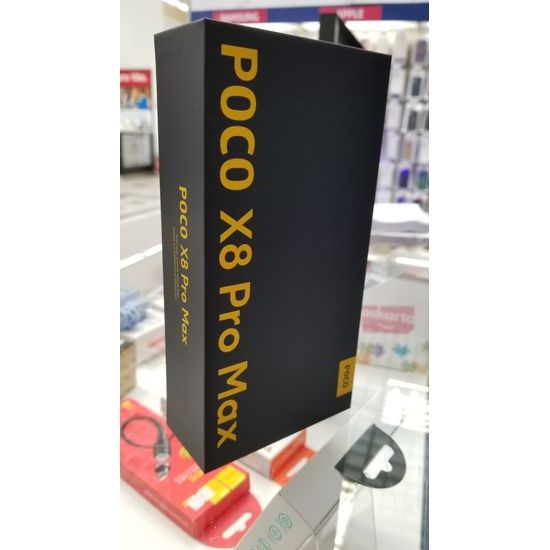 SAMSUNG
APPLE
POCO X8 Pro Max
POCO X8 Pro Max
POCO